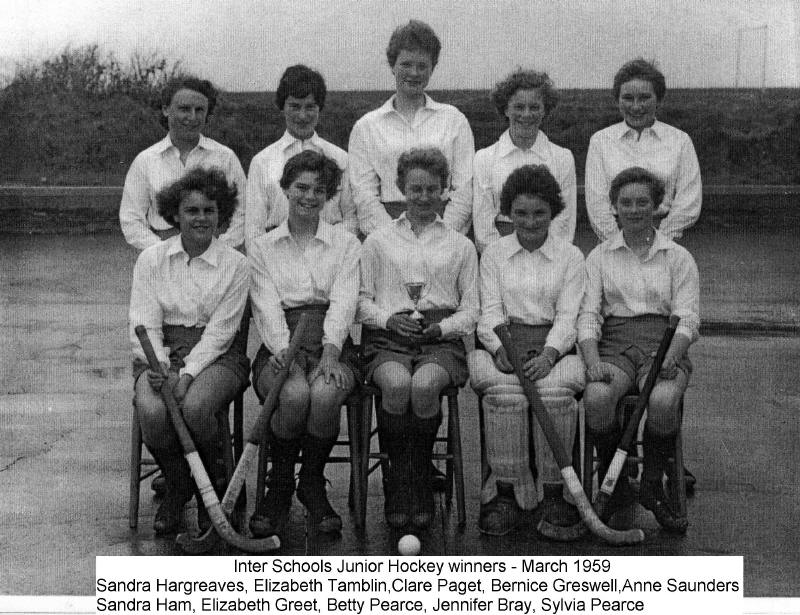 Inter Schools Junior Hockey winners - March 1959
Sandra Hargreaves, Elizabeth Tamblin,Clare Paget, Bernice Greswell,Anne Saunders
Sandra Ham, Elizabeth Greet, Betty Pearce, Jennifer Bray, Sylvia Pearce